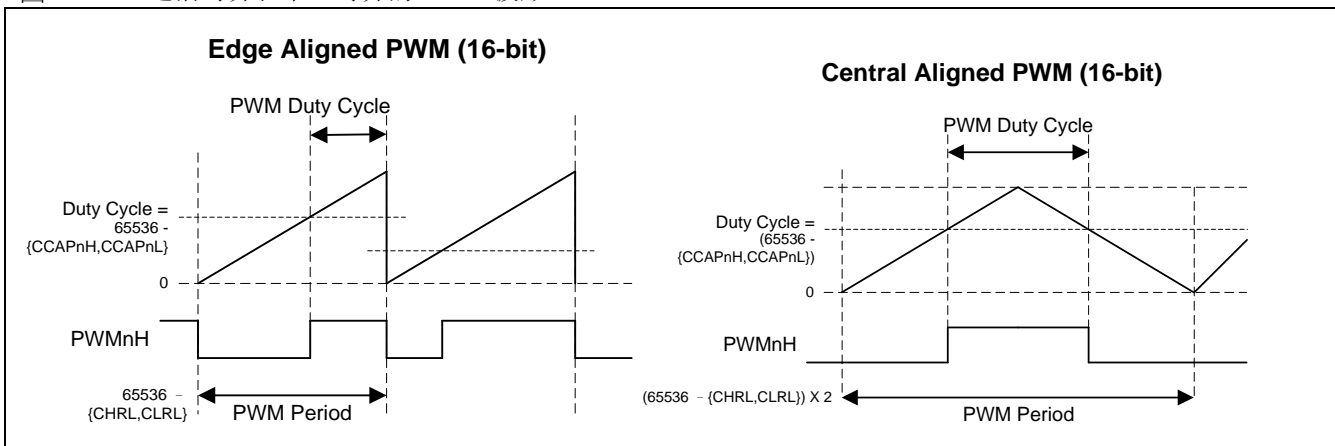 Edge Aligned PWM (16-bit)
PWM Duty Cycle
Duty Cycle =
65536 -
{CCAPnH,CCAPnL}
0
PWMnH
65536 –
{CHRL,CLRL}
PWM Period
Central Aligned PWM (16-bit)
PWM Duty Cycle
Duty Cycle =
(65536 -
{CCAPnH,CCAPnL})
0
PWMnH
(65536 – {CHRL,CLRL}) X 2
PWM Period